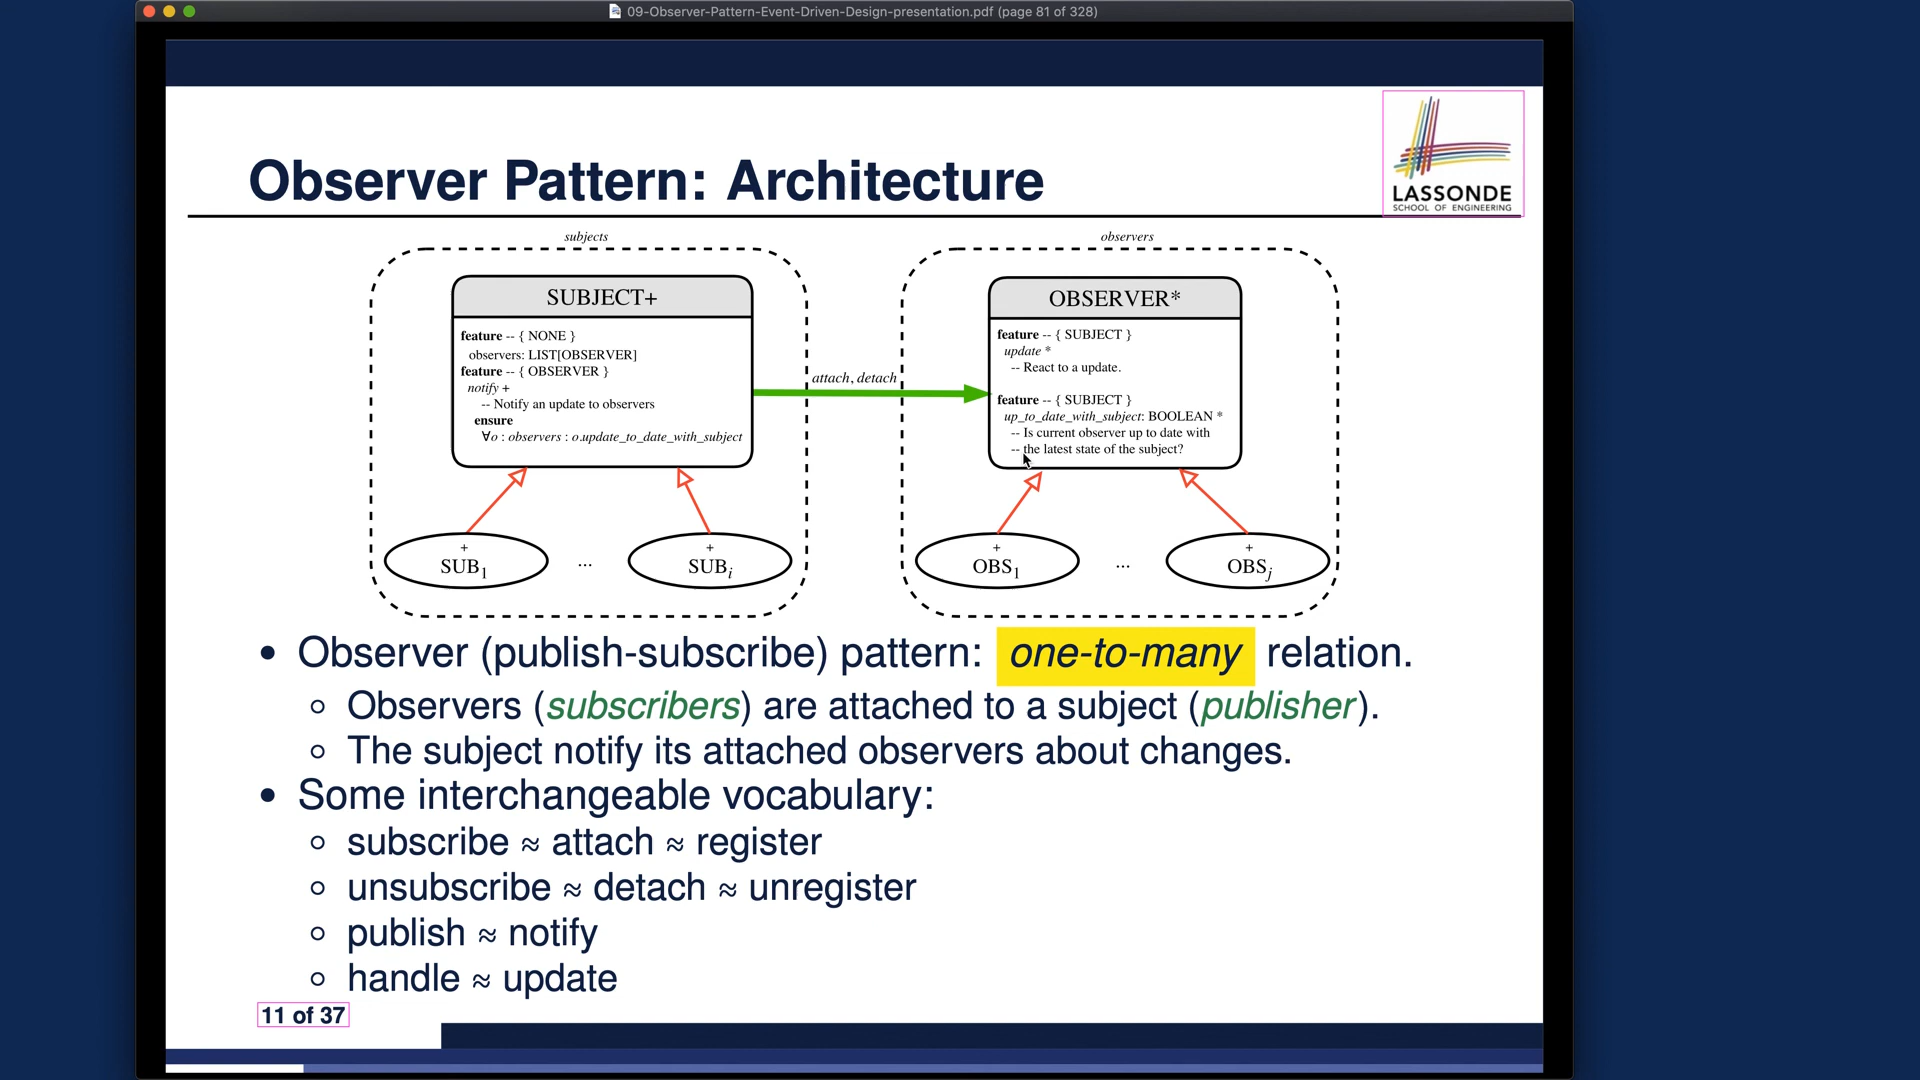 09-Observer-Pattern-Event-Driven-Design-presentation.pdf (page 81 of 328)
LASSONDE
SCHOOL OF ENGINEERING
Observer Pattern: Architecture
subjects
SUBJECT+
feature -- { NONE }
observers: LIST[OBSERVER]
feature -- { OBSERVER }
notify +
-- Notify an update to observers
ensure
∀o : observers : o.update_to_date_with_subject
+
SUB1
...
+
SUBi
attach, detach
observers
OBSERVER*
feature -- { SUBJECT }
update *
-- React to a update.
feature -- { SUBJECT }
up_to_date_with_subject: BOOLEAN *
-- Is current observer up to date with
-- the latest state of the subject?
+
OBS1
...
+
OBSj
• Observer (publish-subscribe) pattern: one-to-many relation.
◦ Observers (subscribers) are attached to a subject (publisher).
◦ The subject notify its attached observers about changes.
• Some interchangeable vocabulary:
◦ subscribe ≈ attach ≈ register
◦ unsubscribe ≈ detach ≈ unregister
◦ publish ≈ notify
◦ handle ≈ update
11 of 37